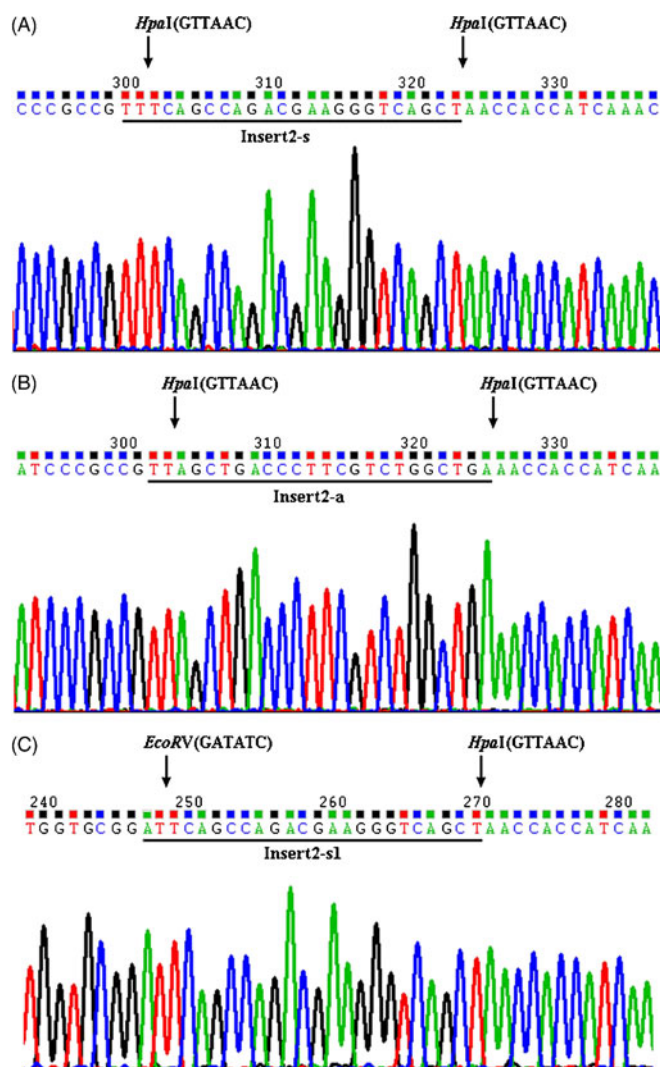 (A)
HpaI(GTTAAC) HpaI(GTTAAC)
300 310 320 330
CCCGCCGTTTCAGCCAGACGAAGGGTCAGCTAACCACCATCAAAC
Insert2-s
(B)
HpaI(GTTAAC) HpaI(GTTAAC)
300 310 320 330
ATCCCGCCGTTAGCTGACCCTTCGTCTGGCTGAAACCACCATCAA
Insert2-a
(C)
EcoRV(GATATC) HpaI(GTTAAC)
240 250 260 270 280
TGGTGCGGATTCAGCCAGACGAAGGGTCAGCTAACCACCATCAA
Insert2-s1